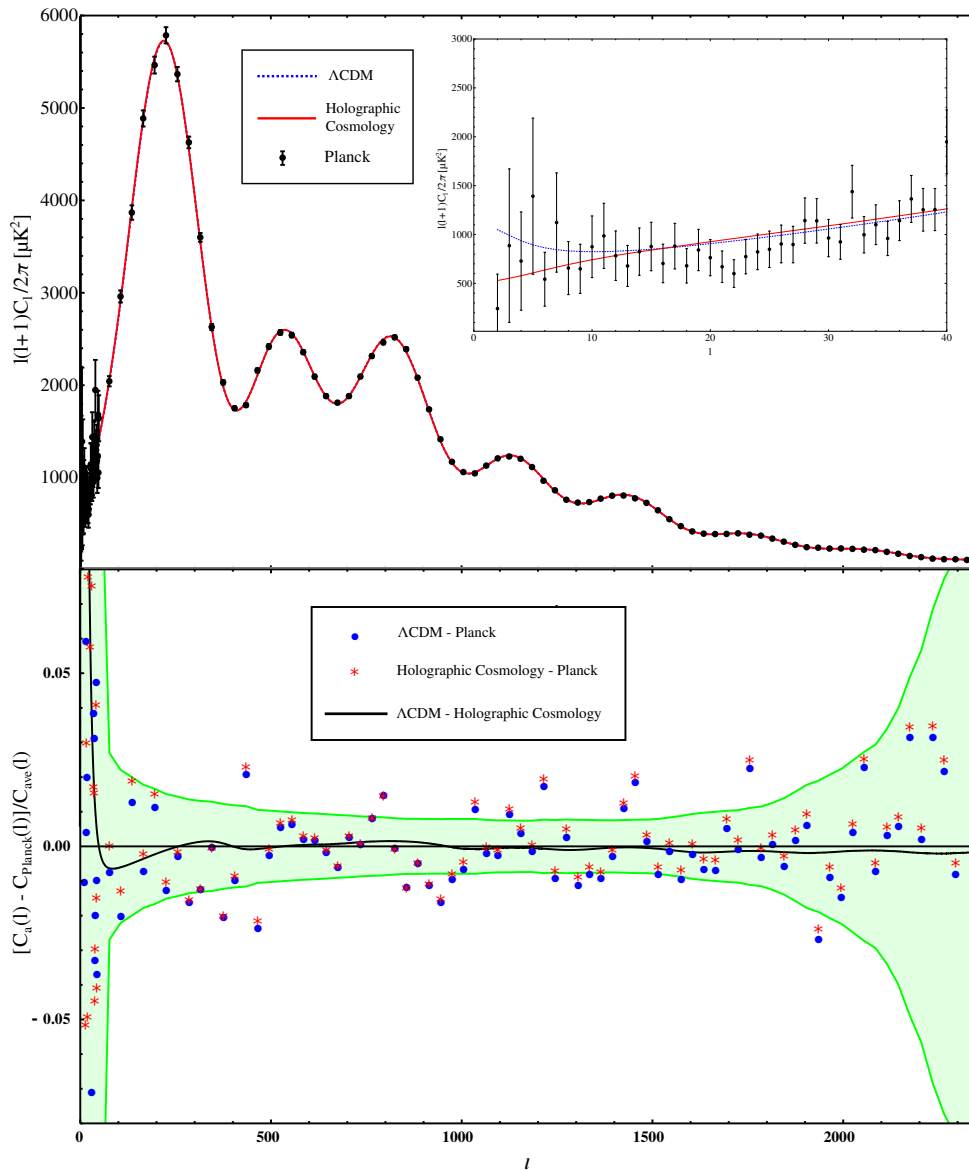 6000
5000
4000
3000
2000
1000
l(l+1)C_l/2π [μK²]
ΛCDM
Holographic
Cosmology
Planck
3000
2500
2000
1500
1000
500
l(l+1)C_l/2π [μK²]
0
10
20
30
40
l
0.05
0.00
- 0.05
[C_a(l) - C_Planck(l)]/C_ave(l)
ΛCDM - Planck
Holographic Cosmology - Planck
ΛCDM - Holographic Cosmology
0
500
1000
1500
2000
l